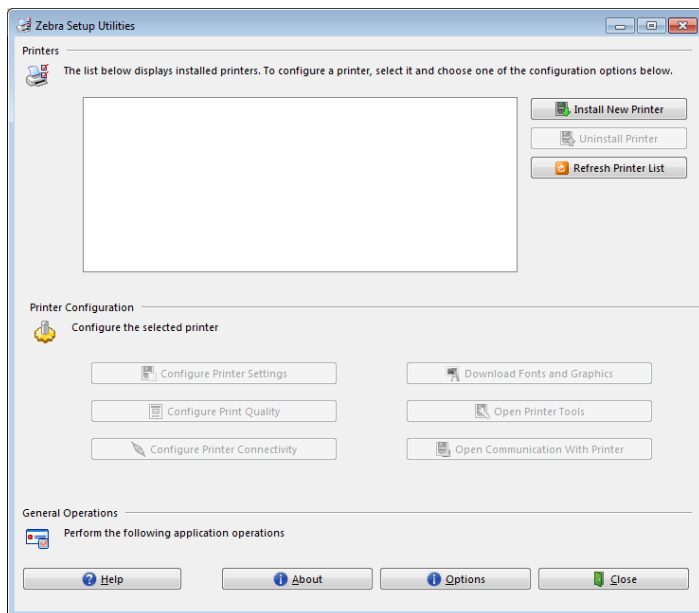 Zebra Setup Utilities
Printers
The list below displays installed printers. To configure a printer, select it and choose one of the configuration options below.
Install New Printer
Uninstall Printer
Refresh Printer List
Printer Configuration
Configure the selected printer
Configure Printer Settings
Download Fonts and Graphics
Configure Print Quality
Open Printer Tools
Configure Printer Connectivity
Open Communication With Printer
General Operations
Perform the following application operations
Help
About
Options
Close